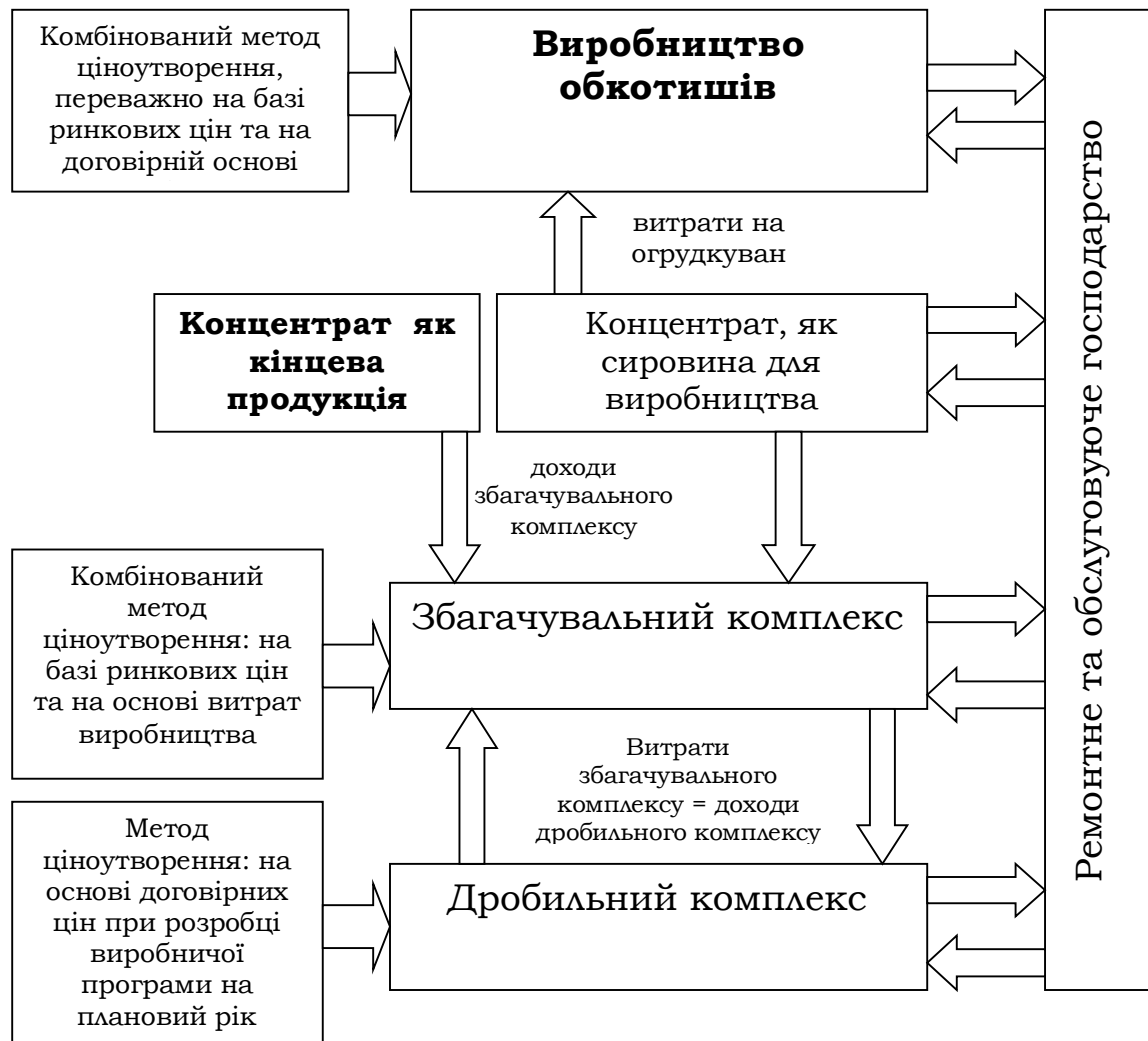 Комбінований метод
ціноутворення,
переважно на базі
ринкових цін та на
договірній основі
Виробництво
обкотишів
витрати на
огрудкуван
Концентрат як
кінцева
продукція
Концентрат, як
сировина для
виробництва
доходи
збагачувального
комплексу
Комбінований
метод
ціноутворення: на
базі ринкових цін
та на основі витрат
виробництва
Збагачувальний комплекс
Витрати
збагачувального
комплексу = доходи
дробильного комплексу
Метод
ціноутворення: на
основі договірних
цін при розробці
виробничої
програми на
плановий рік
Дробильний комплекс
Ремонтне та обслуговуюче господарство